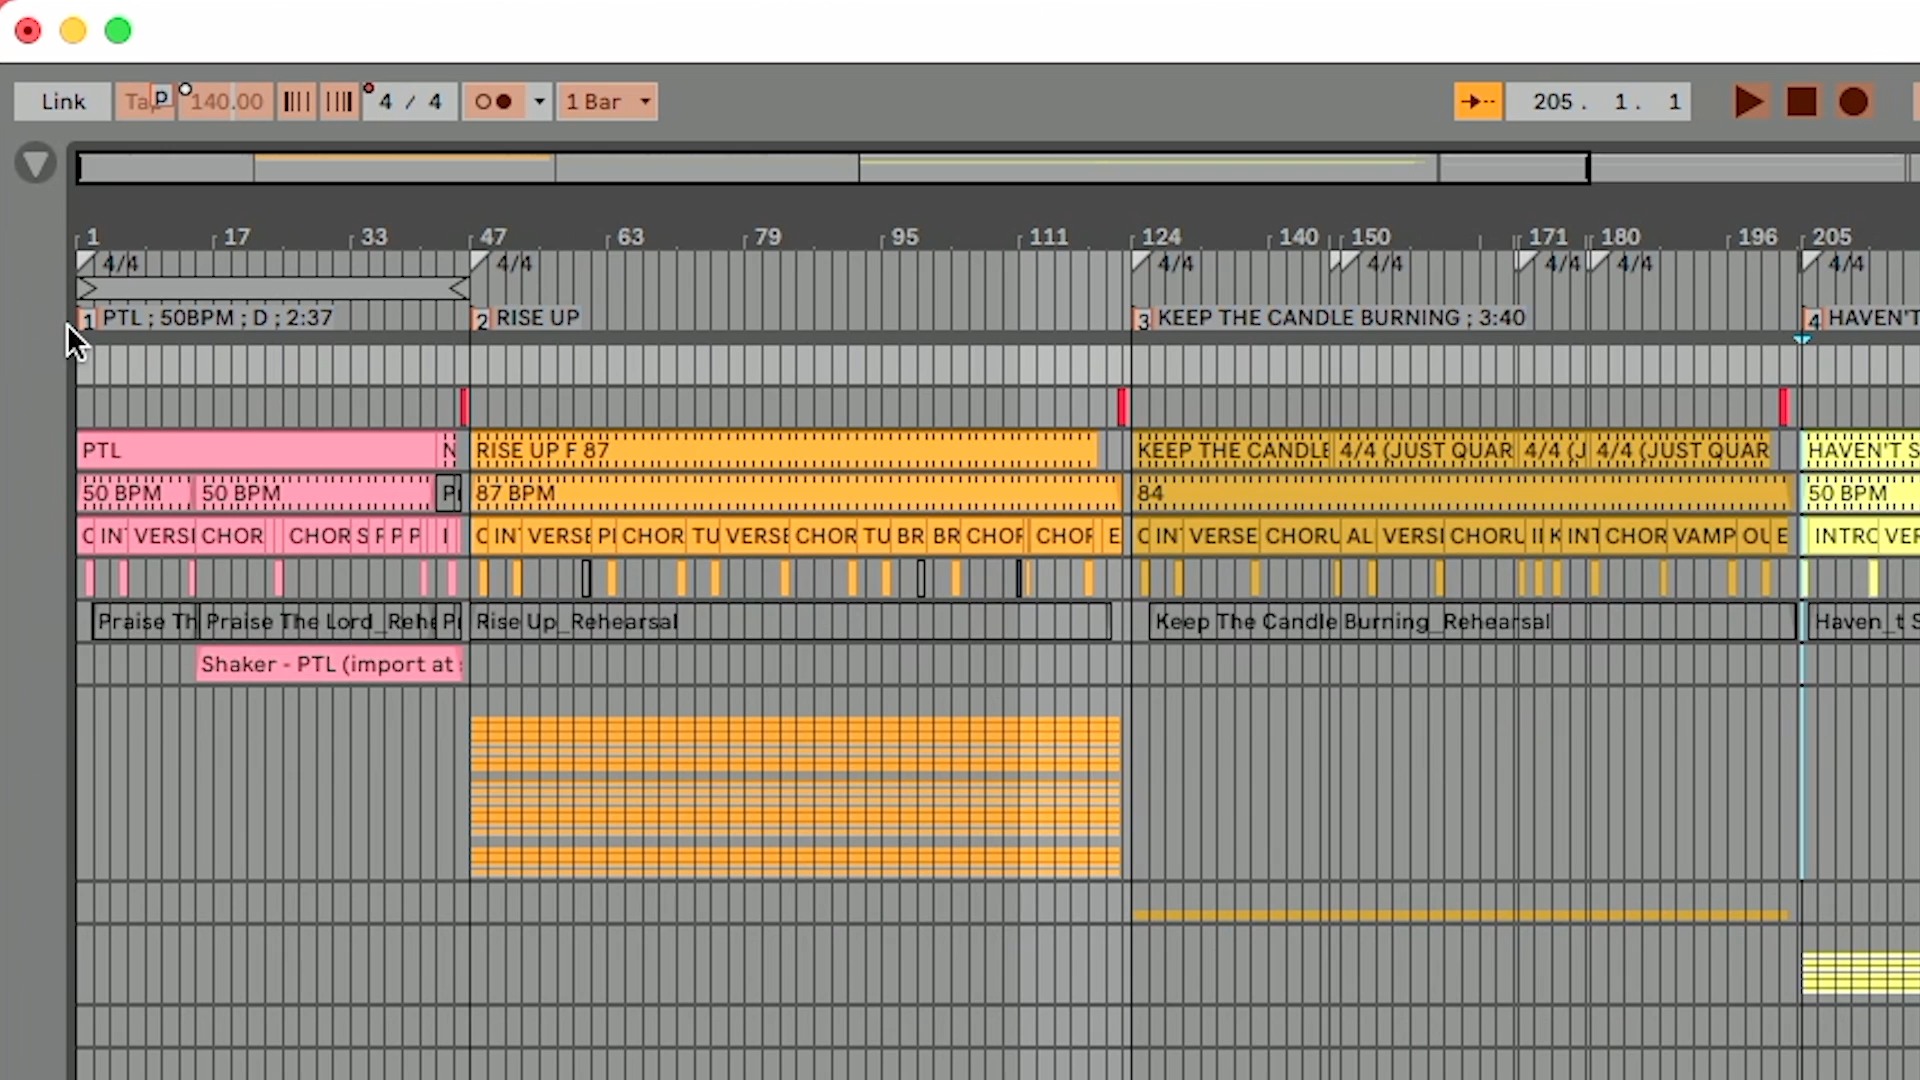 Link Tap 140.00 4 / 4 1 Bar 205. 1. 1
1 17 33 47 63 79 95 111 124 140 150 171 180 196 205
4/4 4/4 4/4 4/4 4/4 4/4 4/4
1 PTL ; 50BPM ; D ; 2:37 2 RISE UP 3 KEEP THE CANDLE BURNING ; 3:40 4 HAVEN'T
PTL N RISE UP F 87 KEEP THE CANDLE 4/4 (JUST QUAR 4/4 (J 4/4 (JUST QUAR HAVEN'T S
50 BPM 50 BPM P 87 BPM 84 50 BPM
C IN VERSI CHOR CHOR S F P P I C IN VERSE PI CHOR TU VERSE CHOR TU BR BR CHOF CHOF E C IN VERSE CHORU AL VERSI CHORU II K INT CHOR VAMP OU E INTRC VER
Praise Th Praise The Lord_Rehe P Rise Up_Rehearsal Keep The Candle Burning_Rehearsal Haven_t S
Shaker - PTL (import at